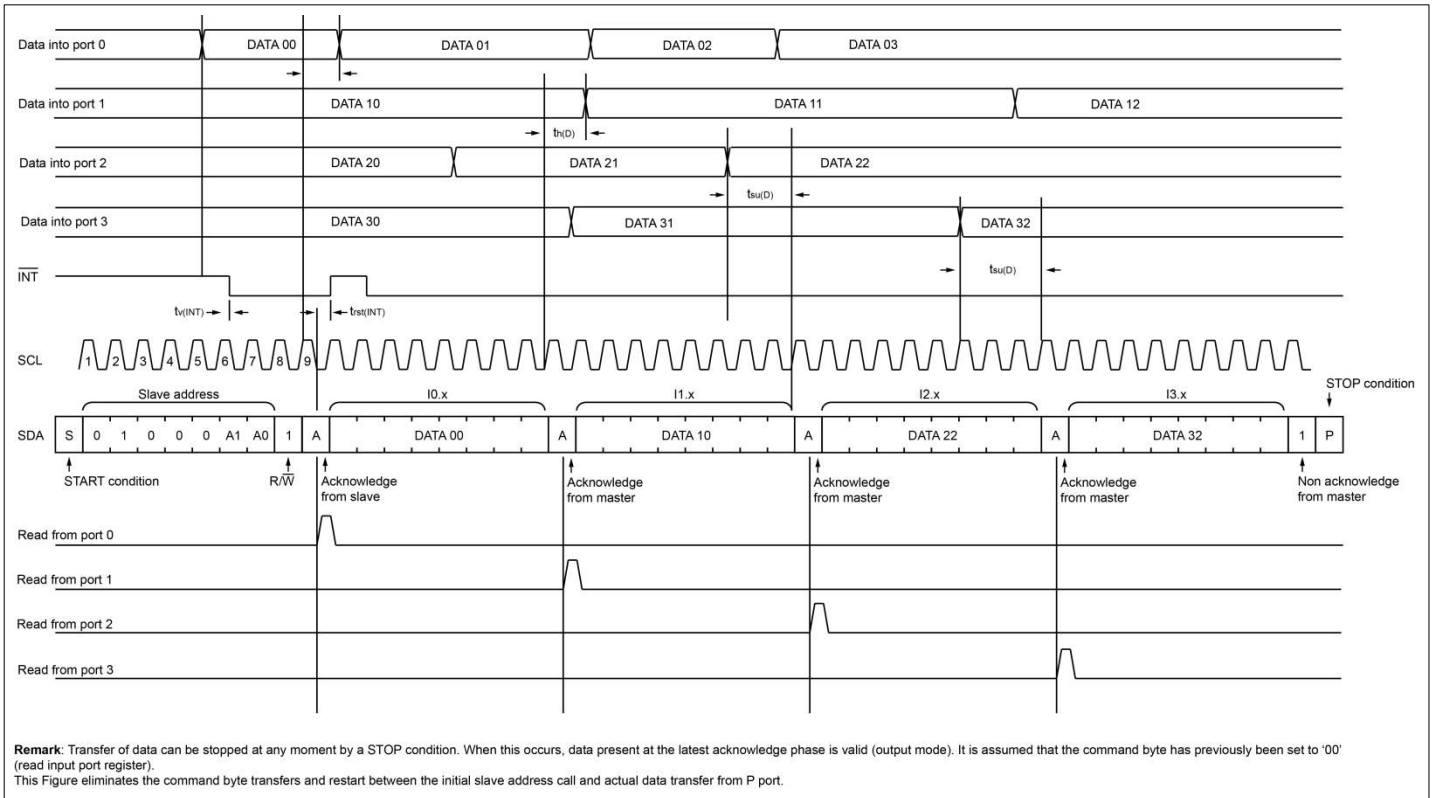 Data into port 0 DATA 00 DATA 01 DATA 02 DATA 03
Data into port 1 DATA 10 DATA 11 DATA 12
th(D)
Data into port 2 DATA 20 DATA 21 DATA 22
tsu(D)
Data into port 3 DATA 30 DATA 31 DATA 32
INT
tsu(D)
tv(INT) trst(INT)
SCL 1 2 3 4 5 6 7 8 9
STOP condition
Slave address I0.x I1.x I2.x I3.x
SDA S 0 1 0 0 0 A1 A0 1 A DATA 00 A DATA 10 A DATA 22 A DATA 32 1 P
START condition R/W Acknowledge Acknowledge Acknowledge Acknowledge Non acknowledge
from slave from master from master from master from master
Read from port 0
Read from port 1
Read from port 2
Read from port 3
Remark: Transfer of data can be stopped at any moment by a STOP condition. When this occurs, data present at the latest acknowledge phase is valid (output mode). It is assumed that the command byte has previously been set to ‘00’
(read input port register).
This Figure eliminates the command byte transfers and restart between the initial slave address call and actual data transfer from P port.